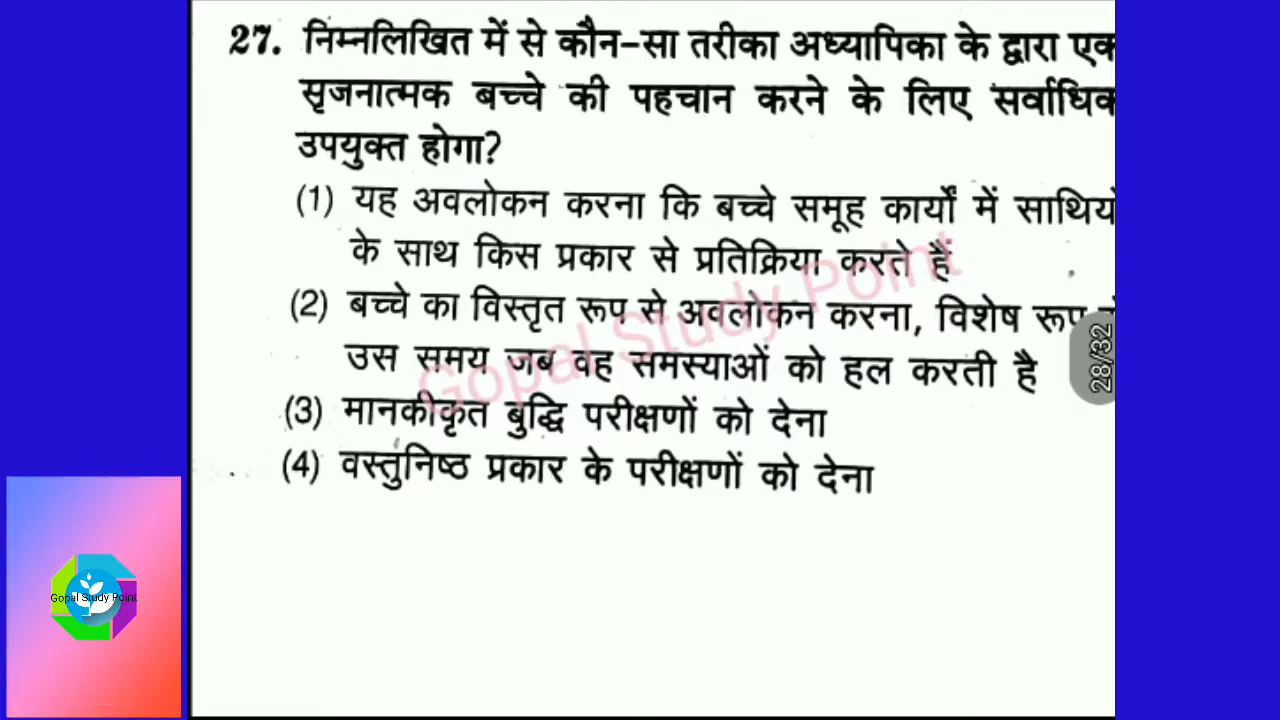 27. निम्नलिखित में से कौन-सा तरीका अध्यापिका के द्वारा एक
सृजनात्मक बच्चे की पहचान करने के लिए सर्वाधिक
उपयुक्त होगा?
(1) यह अवलोकन करना कि बच्चे समूह कार्यों में साथियों
के साथ किस प्रकार से प्रतिक्रिया करते हैं
(2) बच्चे का विस्तृत रूप से अवलोकन करना, विशेष रूप
उस समय जब वह समस्याओं को हल करती है
(3) मानकीकृत बुद्धि परीक्षणों को देना
(4) वस्तुनिष्ठ प्रकार के परीक्षणों को देना
Gopal Study Point
28/32
Gopal Study Point